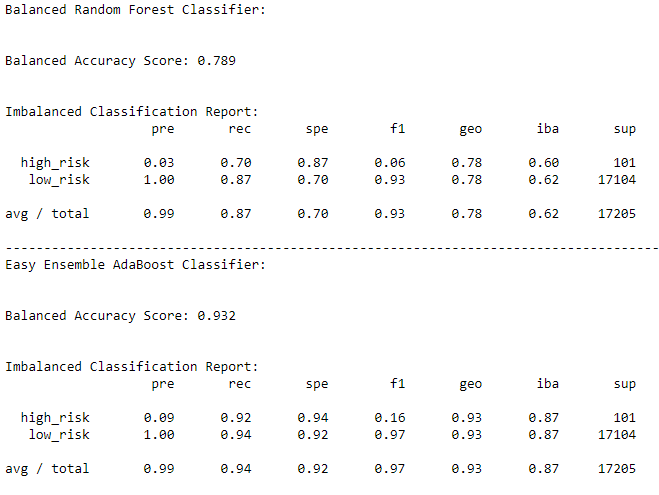 Balanced Random Forest Classifier:
Balanced Accuracy Score: 0.789
Imbalanced Classification Report:
pre rec spe f1 geo iba sup
high_risk 0.03 0.70 0.87 0.06 0.78 0.60 101
low_risk 1.00 0.87 0.70 0.93 0.78 0.62 17104
avg / total 0.99 0.87 0.70 0.93 0.78 0.62 17205
-------------------------------------------------------------------------------------
Easy Ensemble AdaBoost Classifier:
Balanced Accuracy Score: 0.932
Imbalanced Classification Report:
pre rec spe f1 geo iba sup
high_risk 0.09 0.92 0.94 0.16 0.93 0.87 101
low_risk 1.00 0.94 0.92 0.97 0.93 0.87 17104
avg / total 0.99 0.94 0.92 0.97 0.93 0.87 17205